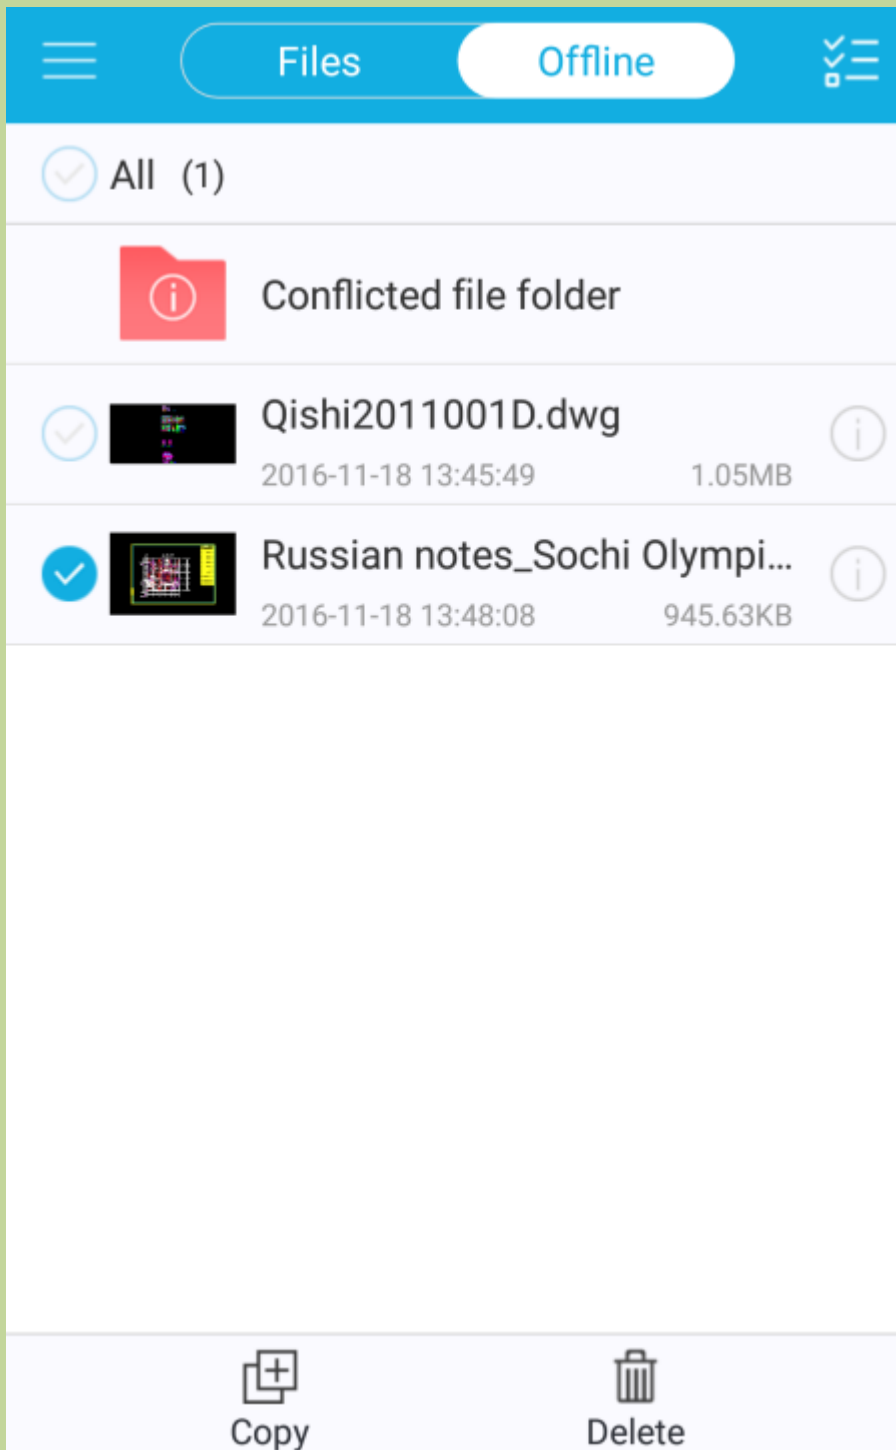 Files
Offline
All (1)
Conflicted file folder
Qishi2011001D.dwg
2016-11-18 13:45:49 1.05MB
Russian notes_Sochi Olympi...
2016-11-18 13:48:08 945.63KB
Copy
Delete